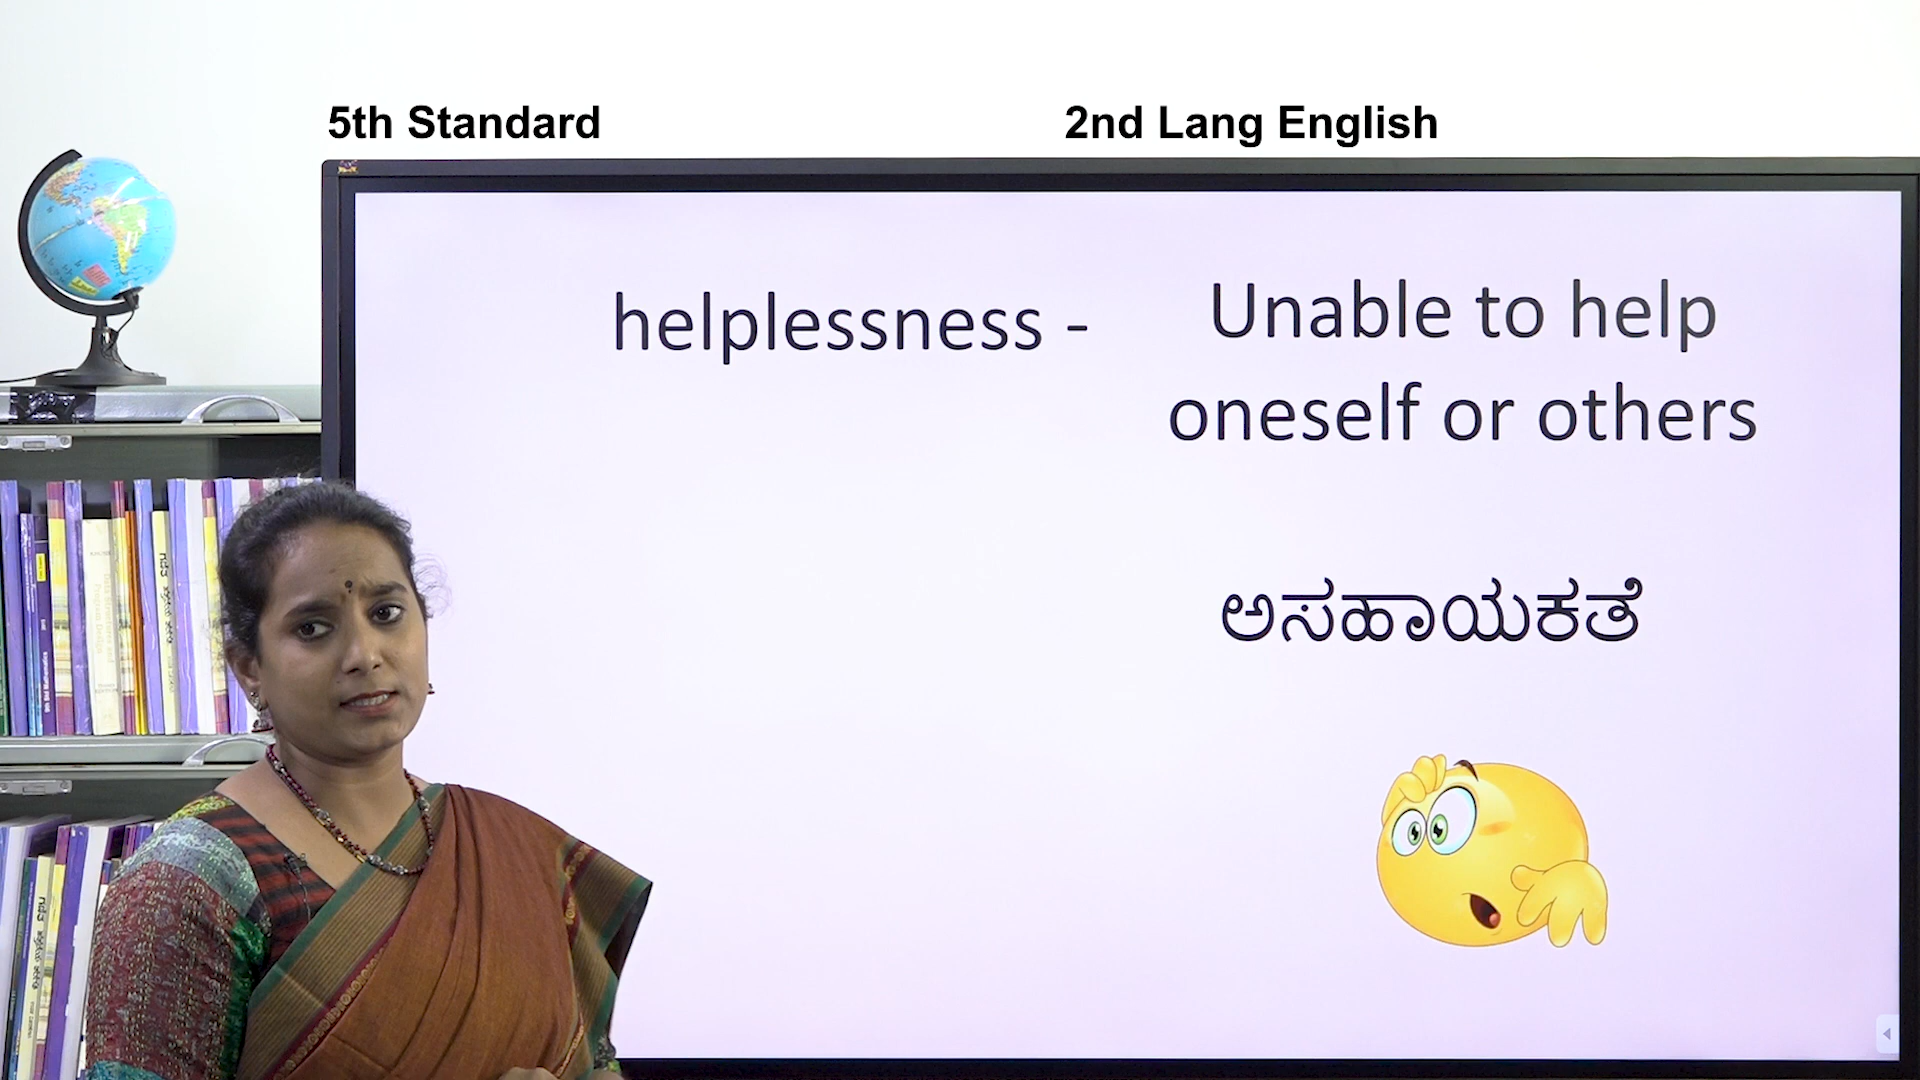 5th Standard
2nd Lang English
helplessness -
Unable to help
oneself or others
ಅಸಹಾಯಕತೆ